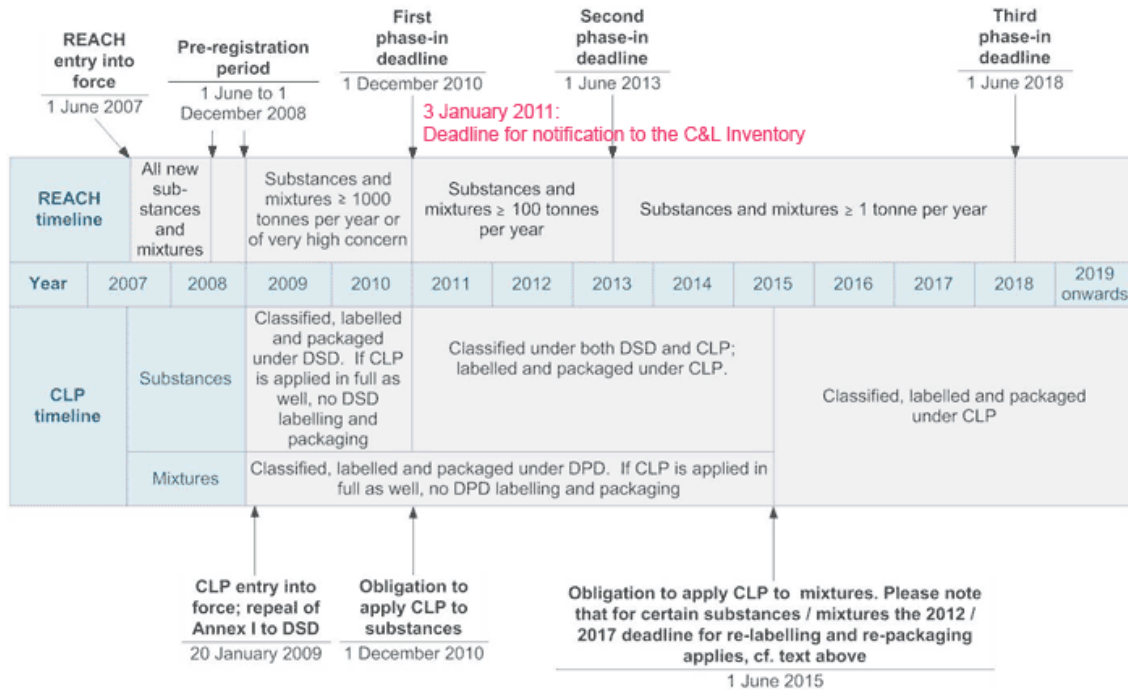 REACH
entry into
force
1 June 2007
Pre-registration
period
1 June to 1
December 2008
First
phase-in
deadline
1 December 2010
Second
phase-in
deadline
1 June 2013
Third
phase-in
deadline
1 June 2018
3 January 2011:
Deadline for notification to the C&L Inventory
REACH
timeline
All new
sub-
stances
and
mixtures
Substances and
mixtures ≥ 1000
tonnes per year or
of very high concern
Substances and
mixtures ≥ 100 tonnes
per year
Substances and mixtures ≥ 1 tonne per year
Year
2007
2008
2009
2010
2011
2012
2013
2014
2015
2016
2017
2018
2019
onwards
CLP
timeline
Substances
Classified, labelled
and packaged
under DSD. If CLP
is applied in full as
well, no DSD
labelling and
packaging
Classified under both DSD and CLP;
labelled and packaged under CLP.
Classified, labelled and packaged
under CLP
Mixtures
Classified, labelled and packaged under DPD. If CLP is applied in
full as well, no DPD labelling and packaging
CLP entry into
force; repeal of
Annex I to DSD
20 January 2009
Obligation to
apply CLP to
substances
1 December 2010
Obligation to apply CLP to mixtures. Please note
that for certain substances / mixtures the 2012 /
2017 deadline for re-labelling and re-packaging
applies, cf. text above
1 June 2015